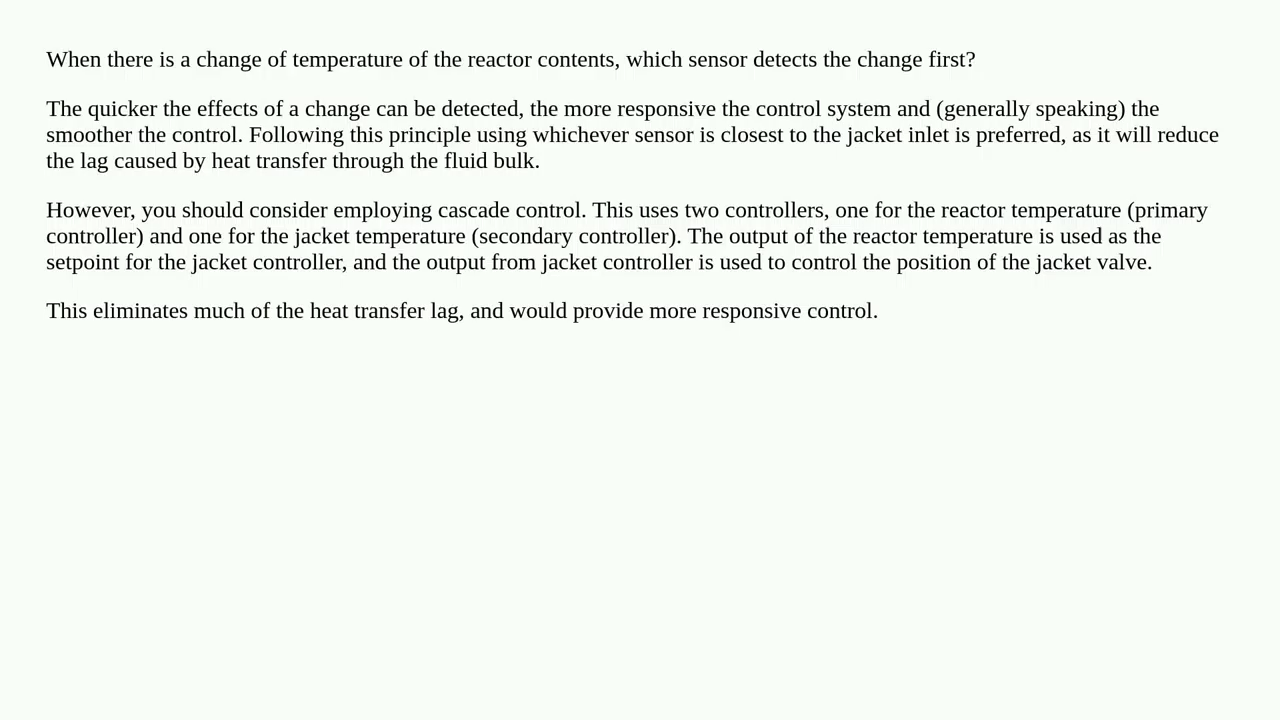 When there is a change of temperature of the reactor contents, which sensor detects the change first?
The quicker the effects of a change can be detected, the more responsive the control system and (generally speaking) the
smoother the control. Following this principle using whichever sensor is closest to the jacket inlet is preferred, as it will reduce
the lag caused by heat transfer through the fluid bulk.
However, you should consider employing cascade control. This uses two controllers, one for the reactor temperature (primary
controller) and one for the jacket temperature (secondary controller). The output of the reactor temperature is used as the
setpoint for the jacket controller, and the output from jacket controller is used to control the position of the jacket valve.
This eliminates much of the heat transfer lag, and would provide more responsive control.